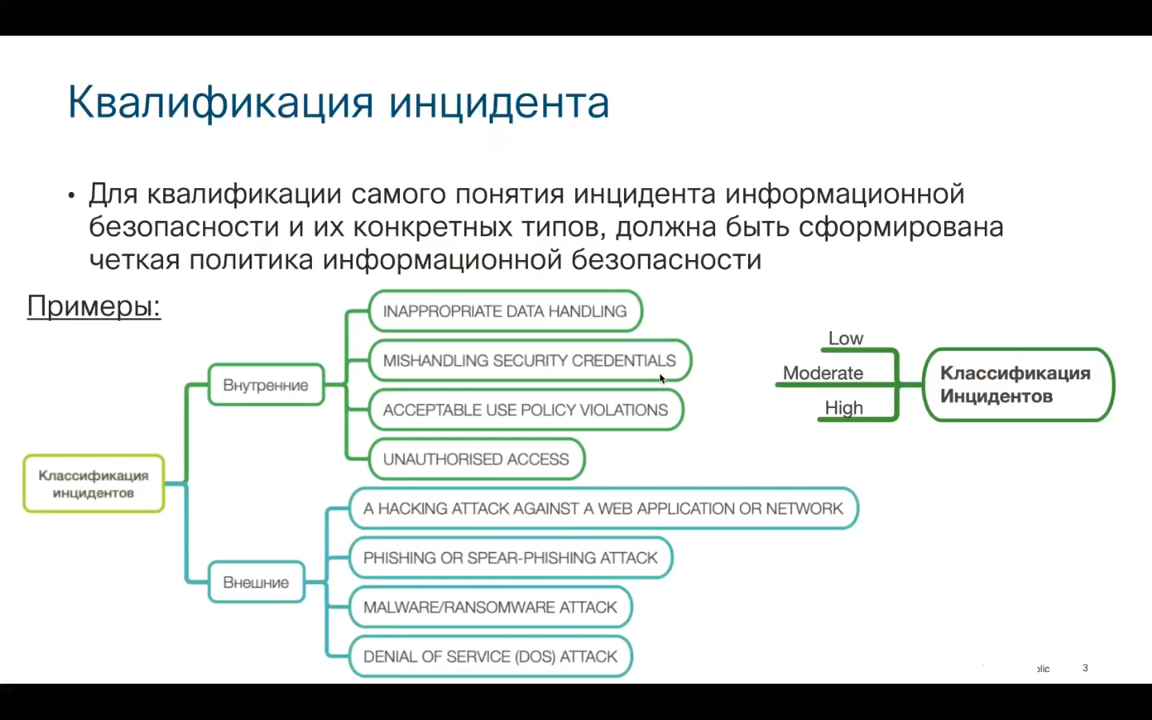 Квалификация инцидента
• Для квалификации самого понятия инцидента информационной
безопасности и их конкретных типов, должна быть сформирована
четкая политика информационной безопасности
Примеры:
Классификация
инцидентов
Внутренние
INAPPROPRIATE DATA HANDLING
MISHANDLING SECURITY CREDENTIALS
ACCEPTABLE USE POLICY VIOLATIONS
UNAUTHORISED ACCESS
Внешние
A HACKING ATTACK AGAINST A WEB APPLICATION OR NETWORK
PHISHING OR SPEAR-PHISHING ATTACK
MALWARE/RANSOMWARE ATTACK
DENIAL OF SERVICE (DOS) ATTACK
Low
Moderate
High
Классификация
Инцидентов
3